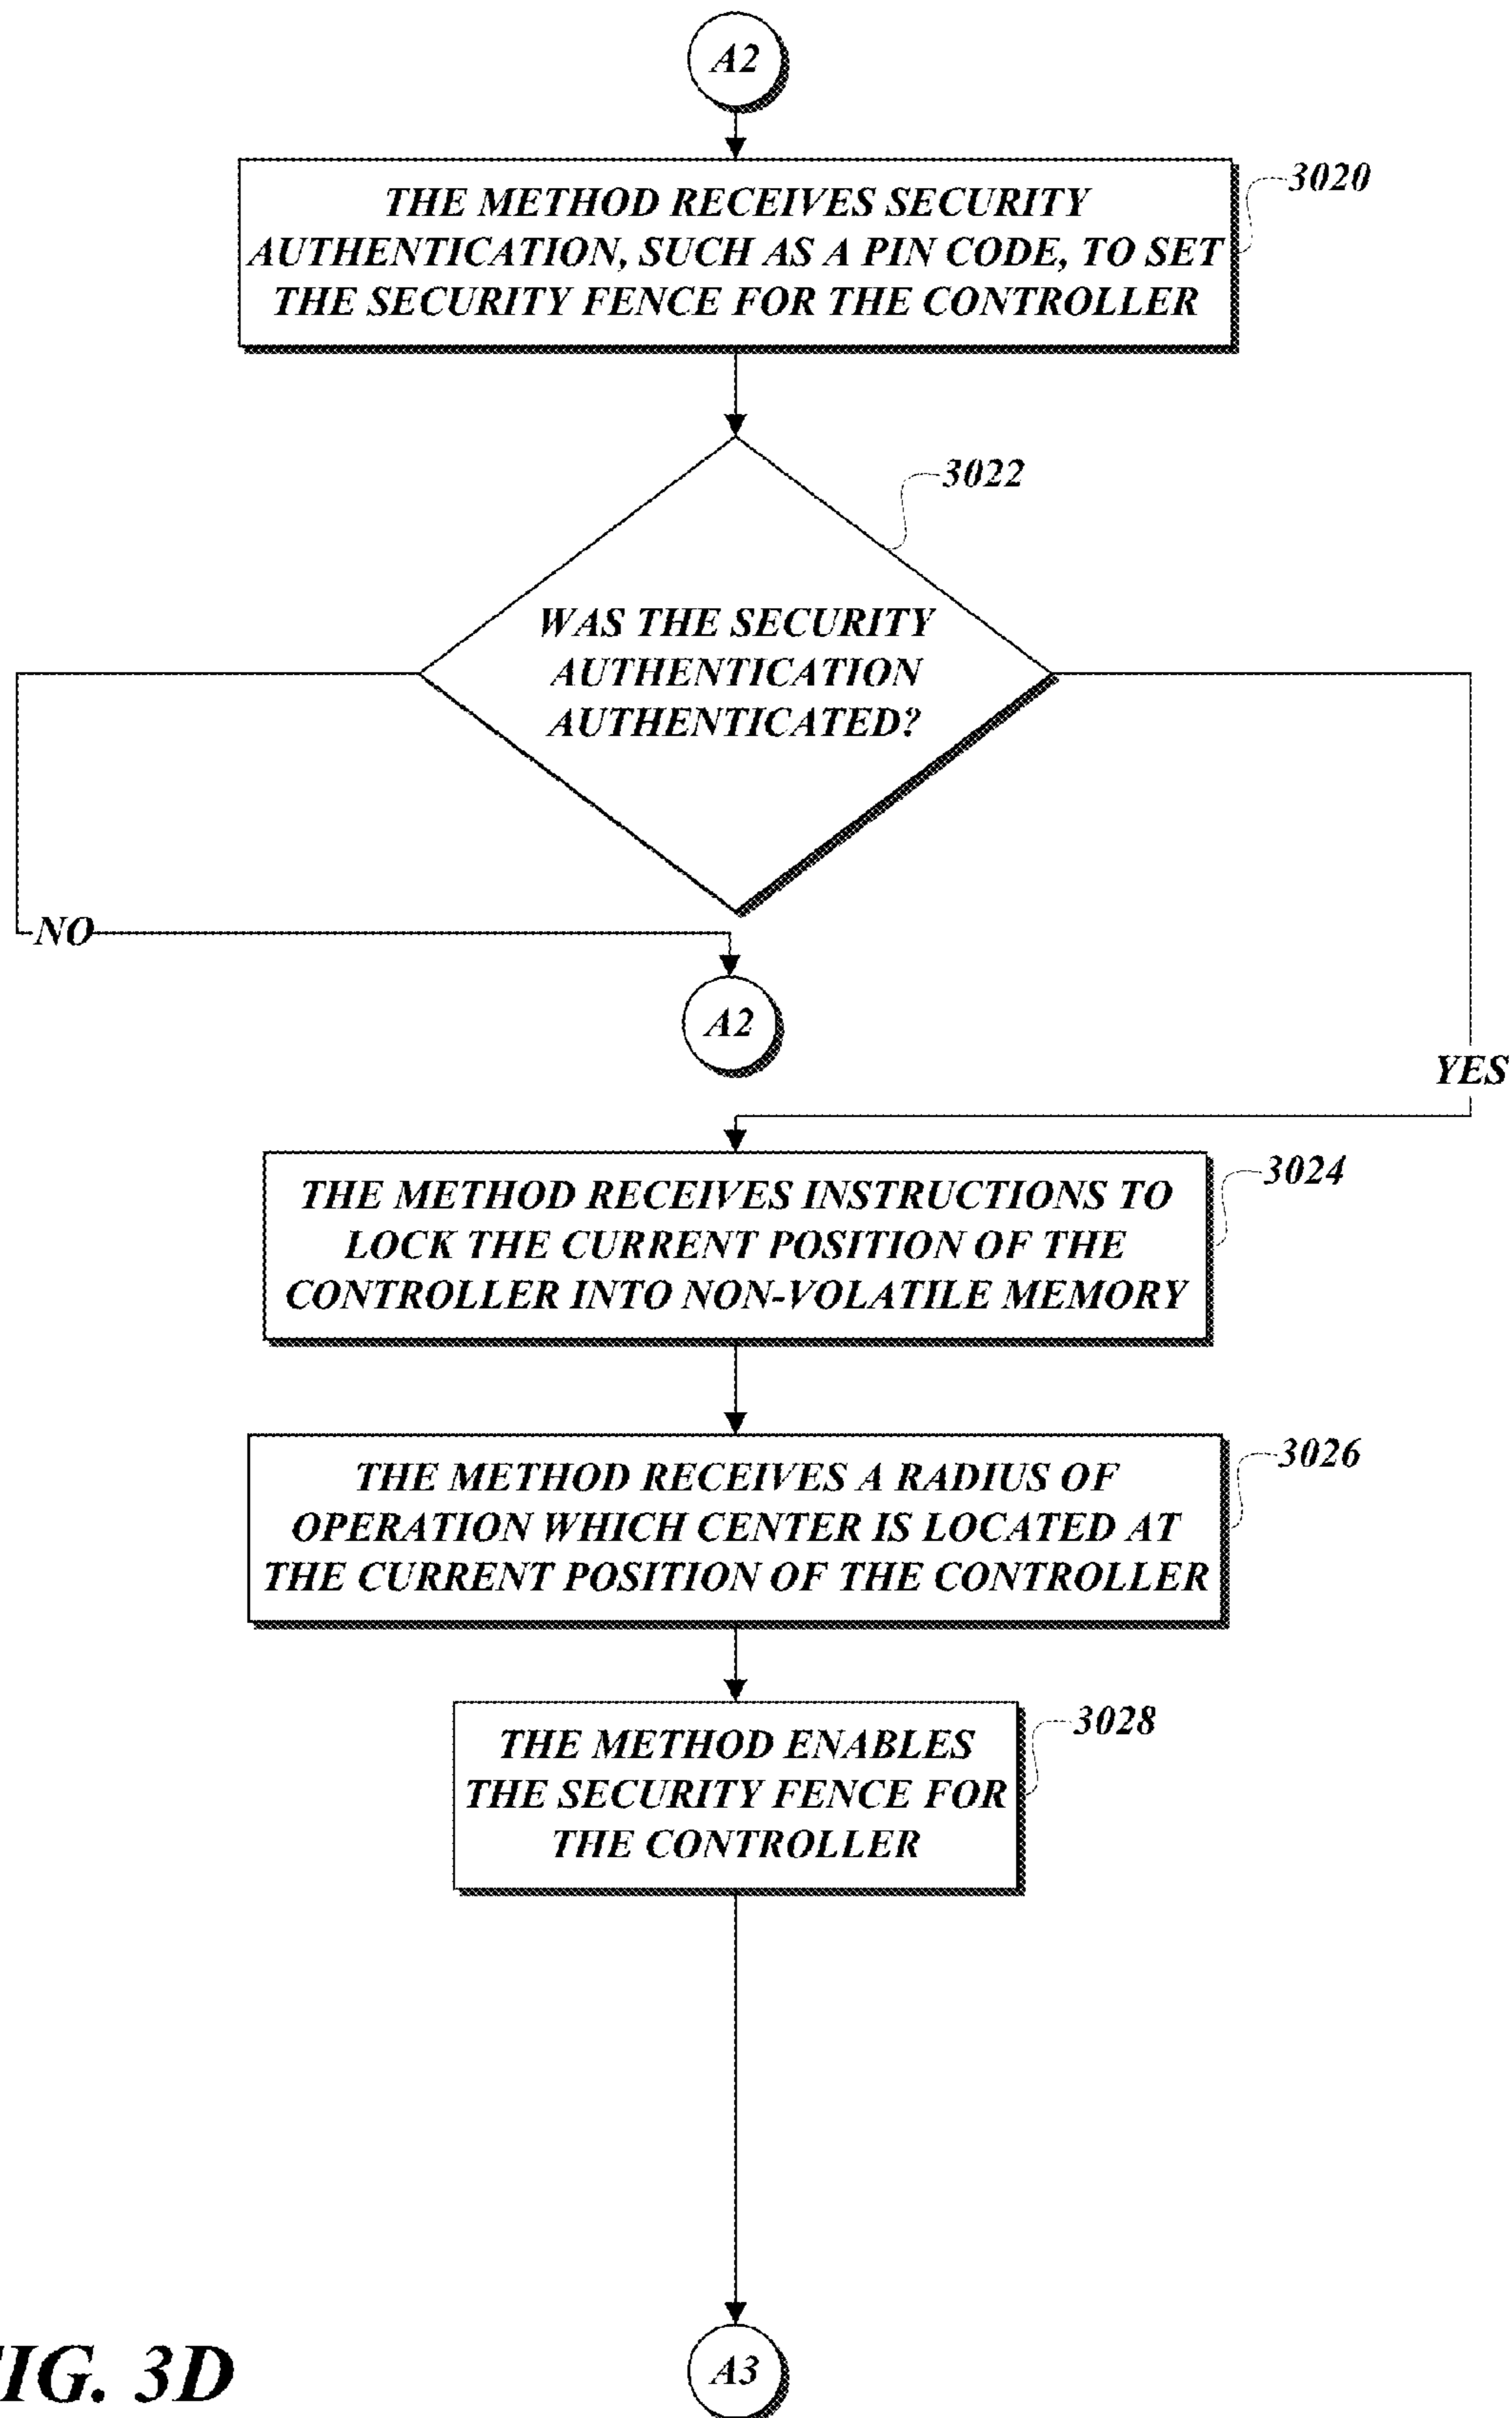 A2
THE METHOD RECEIVES SECURITY
AUTHENTICATION, SUCH AS A PIN CODE, TO SET
THE SECURITY FENCE FOR THE CONTROLLER
3020
3022
WAS THE SECURITY
AUTHENTICATION
AUTHENTICATED?
NO
A2
YES
THE METHOD RECEIVES INSTRUCTIONS TO
LOCK THE CURRENT POSITION OF THE
CONTROLLER INTO NON-VOLATILE MEMORY
3024
THE METHOD RECEIVES A RADIUS OF
OPERATION WHICH CENTER IS LOCATED AT
THE CURRENT POSITION OF THE CONTROLLER
3026
THE METHOD ENABLES
THE SECURITY FENCE FOR
THE CONTROLLER
3028
A3
FIG. 3D